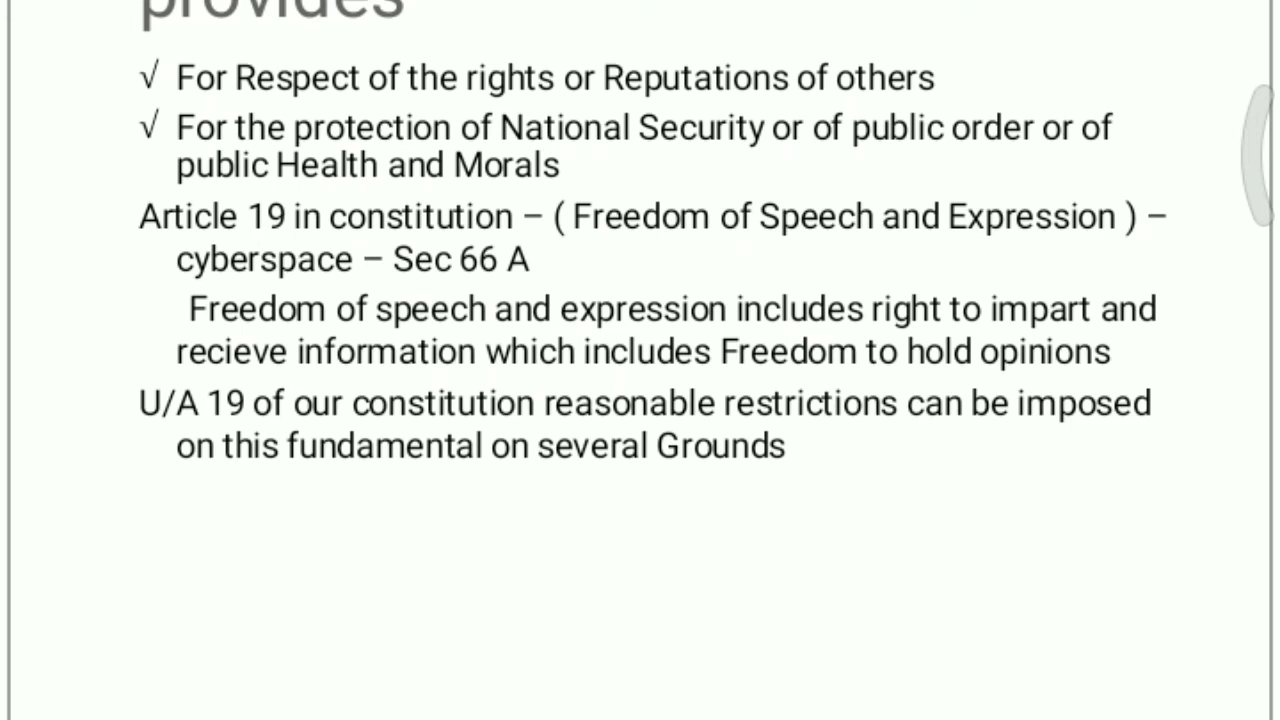 provides
√ For Respect of the rights or Reputations of others
√ For the protection of National Security or of public order or of
public Health and Morals
Article 19 in constitution – ( Freedom of Speech and Expression ) –
cyberspace – Sec 66 A
Freedom of speech and expression includes right to impart and
recieve information which includes Freedom to hold opinions
U/A 19 of our constitution reasonable restrictions can be imposed
on this fundamental on several Grounds